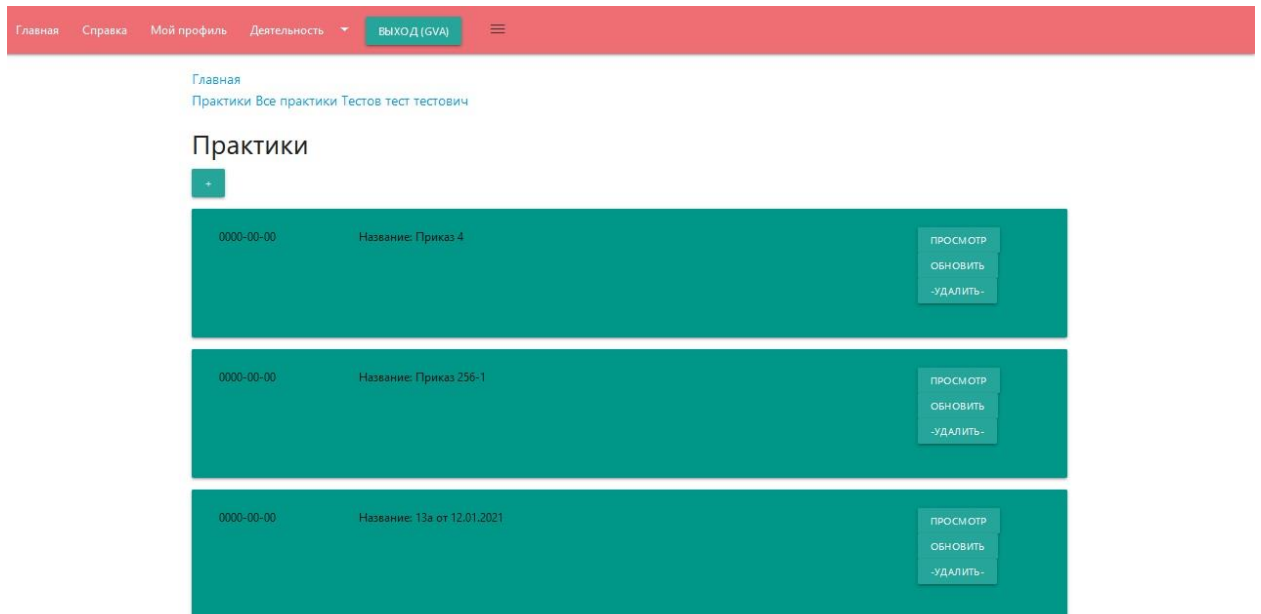 Главная Справка Мой профиль Деятельность ВЫХОД (GVA)
Главная
Практики Все практики Тестов тест тестович
Практики
+
0000-00-00 Название: Приказ 4 ПРОСМОТР
ОБНОВИТЬ
-УДАЛИТЬ-
0000-00-00 Название: Приказ 256-1 ПРОСМОТР
ОБНОВИТЬ
-УДАЛИТЬ-
0000-00-00 Название: 13а от 12.01.2021 ПРОСМОТР
ОБНОВИТЬ
-УДАЛИТЬ-